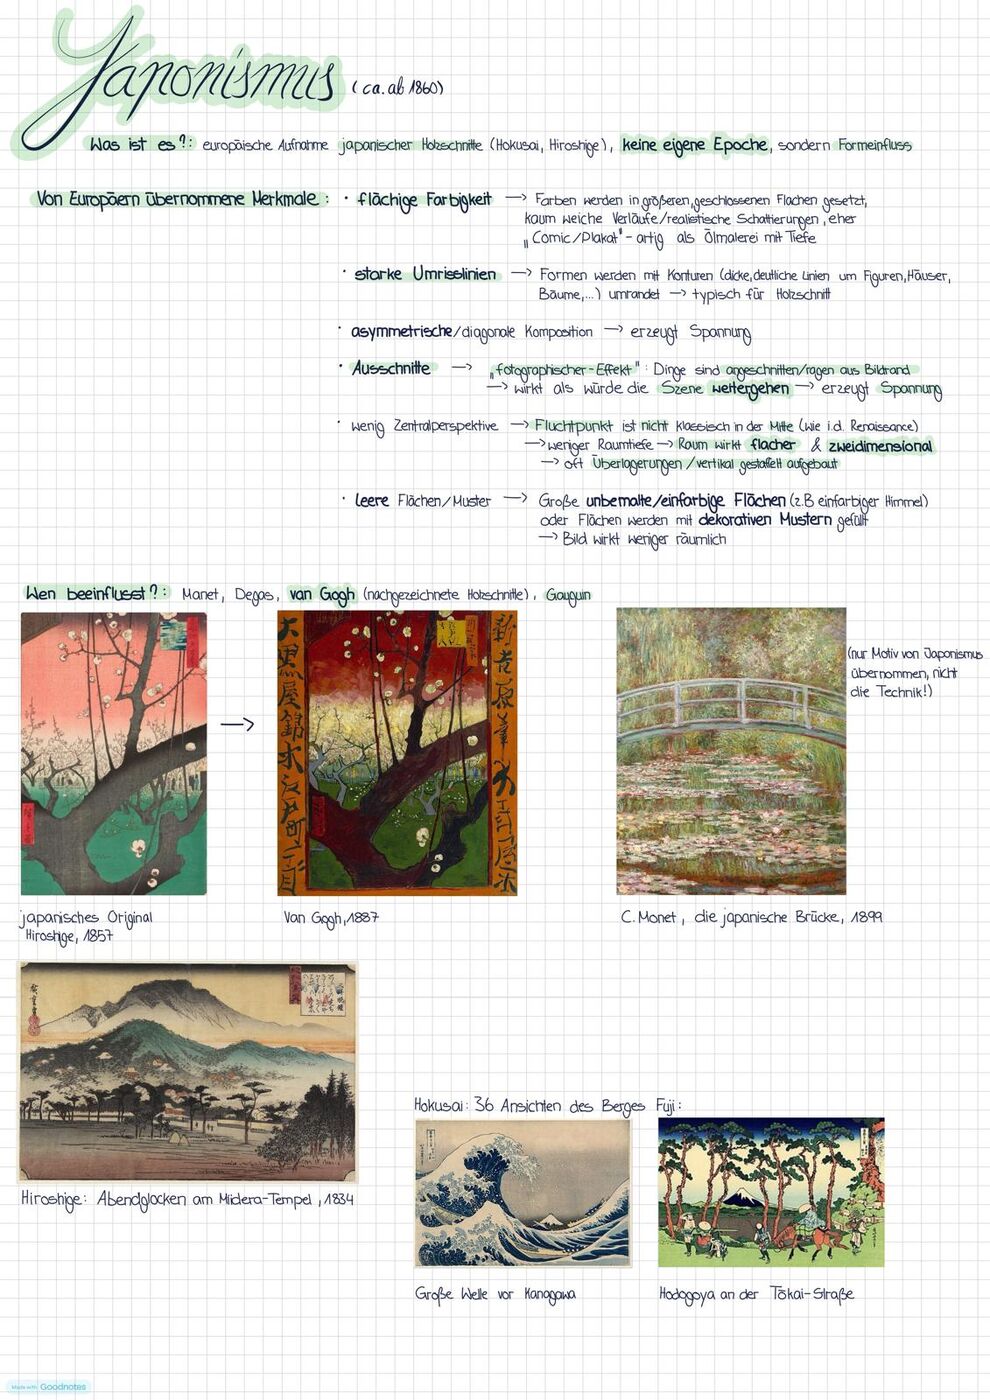 Japonismus (ca. ab 1860)
Was ist es?: europäische Aufnahme japanischer Holzschnitte (Hokusai, Hiroshige), keine eigene Epoche, sondern Formeinfluss
Von Europäern übernommene Merkmale: · flächige Farbigkeit → Farben werden in größeren, geschlossenen Flächen gesetzt,
kaum weiche Verläufe/realistische Schattierungen, eher
„Comic/Plakat"-artig als Ölmalerei mit Tiefe
· starke Umrisslinien → Formen werden mit Konturen (dicke, deutliche Linien um Figuren, Häuser,
Bäume,...) umrandet → typisch für Holzschnitt
· asymmetrische/diagonale Komposition → erzeugt Spannung
· Ausschnitte → „fotographischer-Effekt": Dinge sind angeschnitten/ragen aus Bildrand
→ wirkt als würde die Szene weitergehen → erzeugt Spannung
· wenig Zentralperspektive → Fluchtpunkt ist nicht klassisch in der Mitte (wie i.d. Renaissance)
→ weniger Raumtiefe → Raum wirkt flacher & zweidimensional
→ oft Überlagerungen / vertikal gestaffelt aufgebaut
· leere Flächen/Muster → Große unbemalte/einfarbige Flächen (z.B einfarbiger Himmel)
oder Flächen werden mit dekorativen Mustern gefüllt
→ Bild wirkt weniger räumlich
Wen beeinflusst?: Manet, Degas, van Gogh (nachgezeichnete Holzschnitte), Gauguin
(nur Motiv von Japonismus
übernommen, nicht
die Technik!)
→
japanisches Original
Hiroshige, 1857
Van Gogh, 1887
C. Monet, die japanische Brücke, 1899
Hokusai: 36 Ansichten des Berges Fuji:
Hiroshige: Abendglocken am Miidera-Tempel, 1834
Große Welle vor Kanagawa
Hodogoya an der Tōkai-Straße
Made with Goodnotes